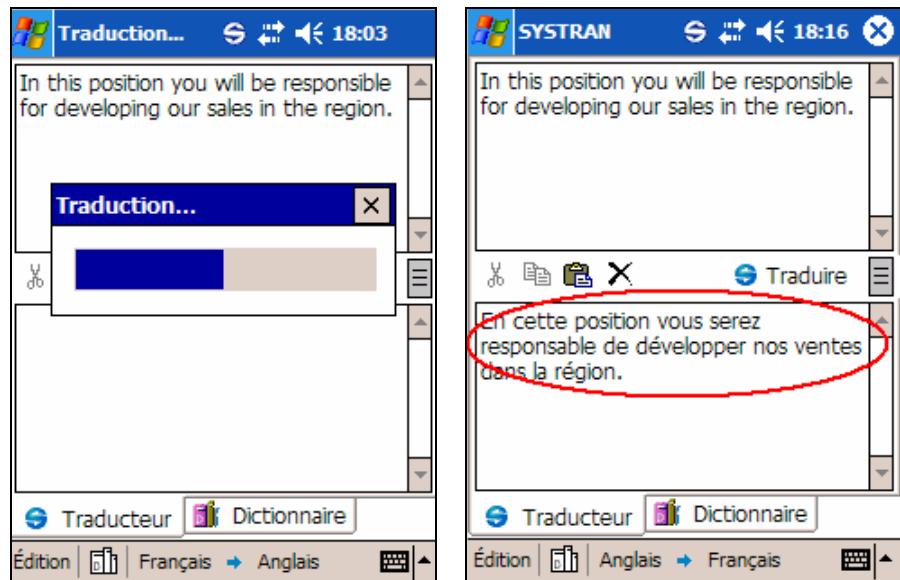 Traduction... 18:03
In this position you will be responsible
for developing our sales in the region.
Traduction...
Traducteur Dictionnaire
Édition Français → Anglais
SYSTRAN 18:16
In this position you will be responsible
for developing our sales in the region.
Traduire
En cette position vous serez
responsable de développer nos ventes
dans la région.
Traducteur Dictionnaire
Édition Anglais → Français